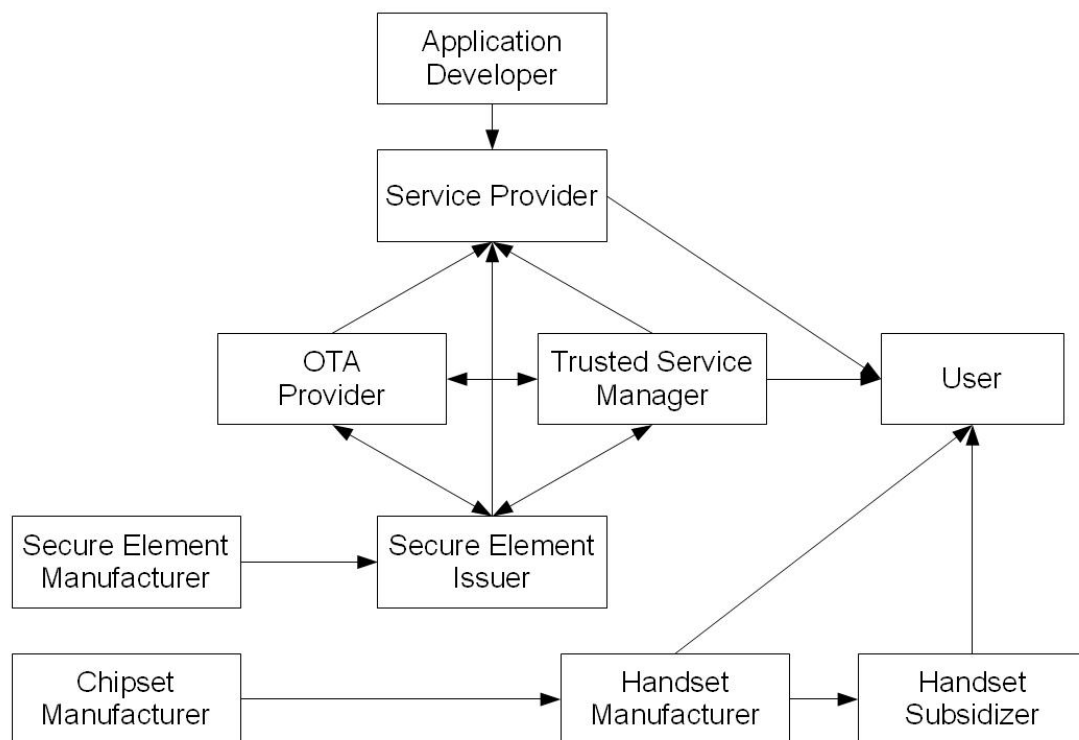 Application
Developer
Service Provider
OTA
Provider
Trusted Service
Manager
User
Secure Element
Manufacturer
Secure Element
Issuer
Chipset
Manufacturer
Handset
Manufacturer
Handset
Subsidizer